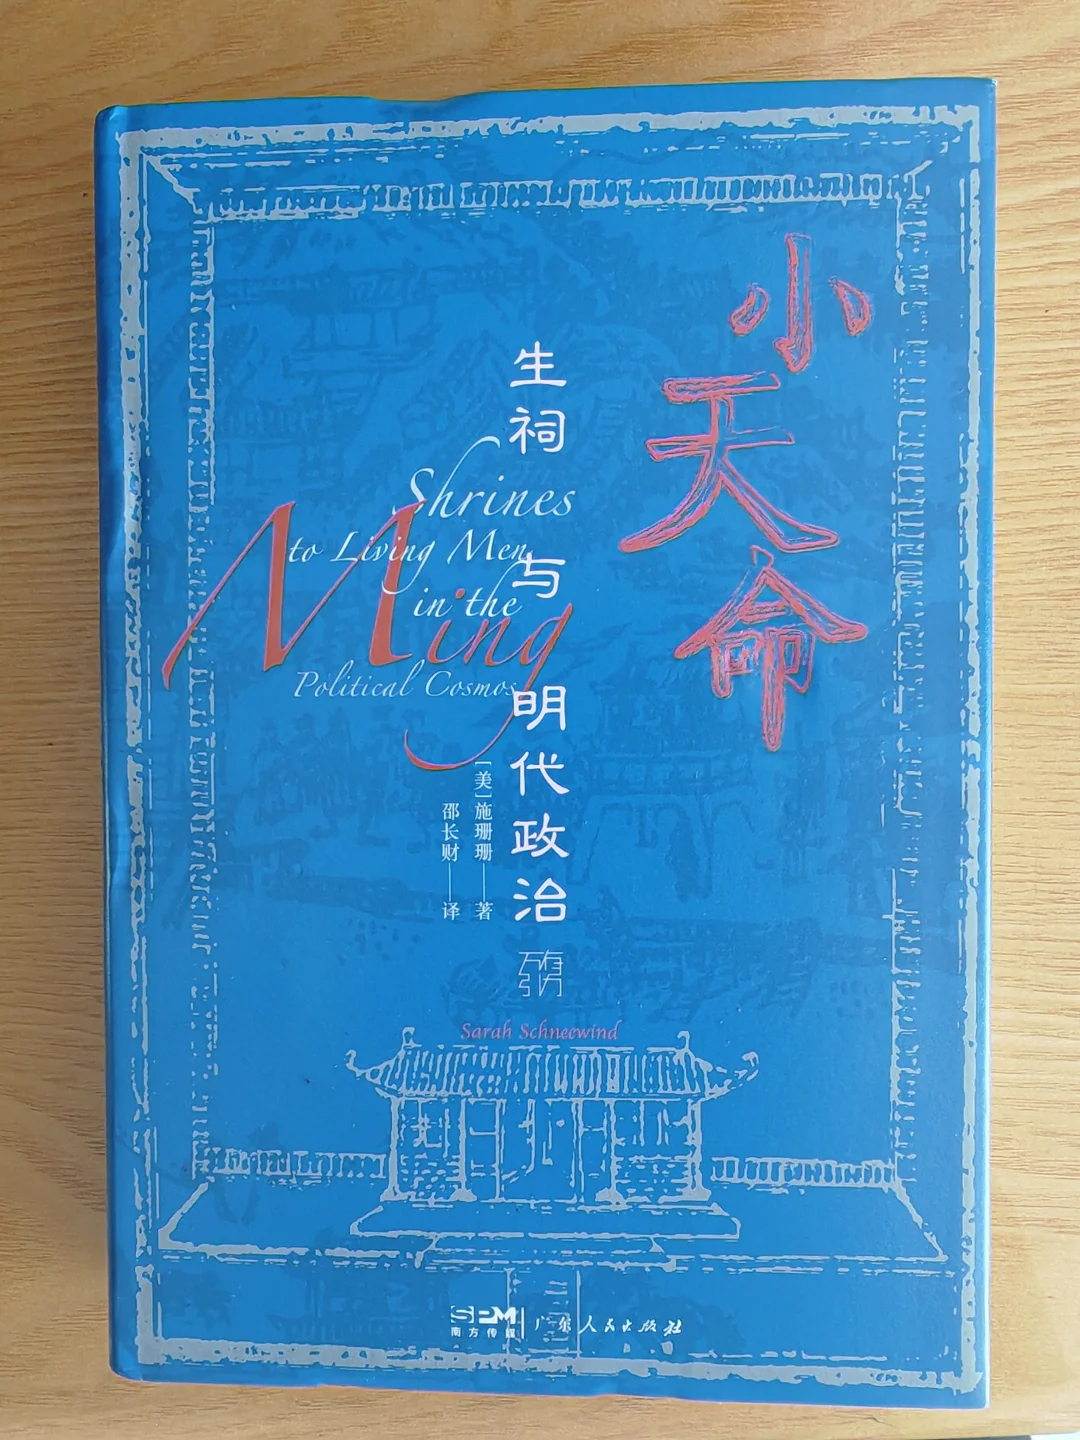 小天命
生祠与明代政治
Shrines
to Living Men
in the
Ming
Political Cosmos
[美]施珊珊——著
邵长财——译
Sarah Schneewind
SPM
南方传媒
广东人民出版社